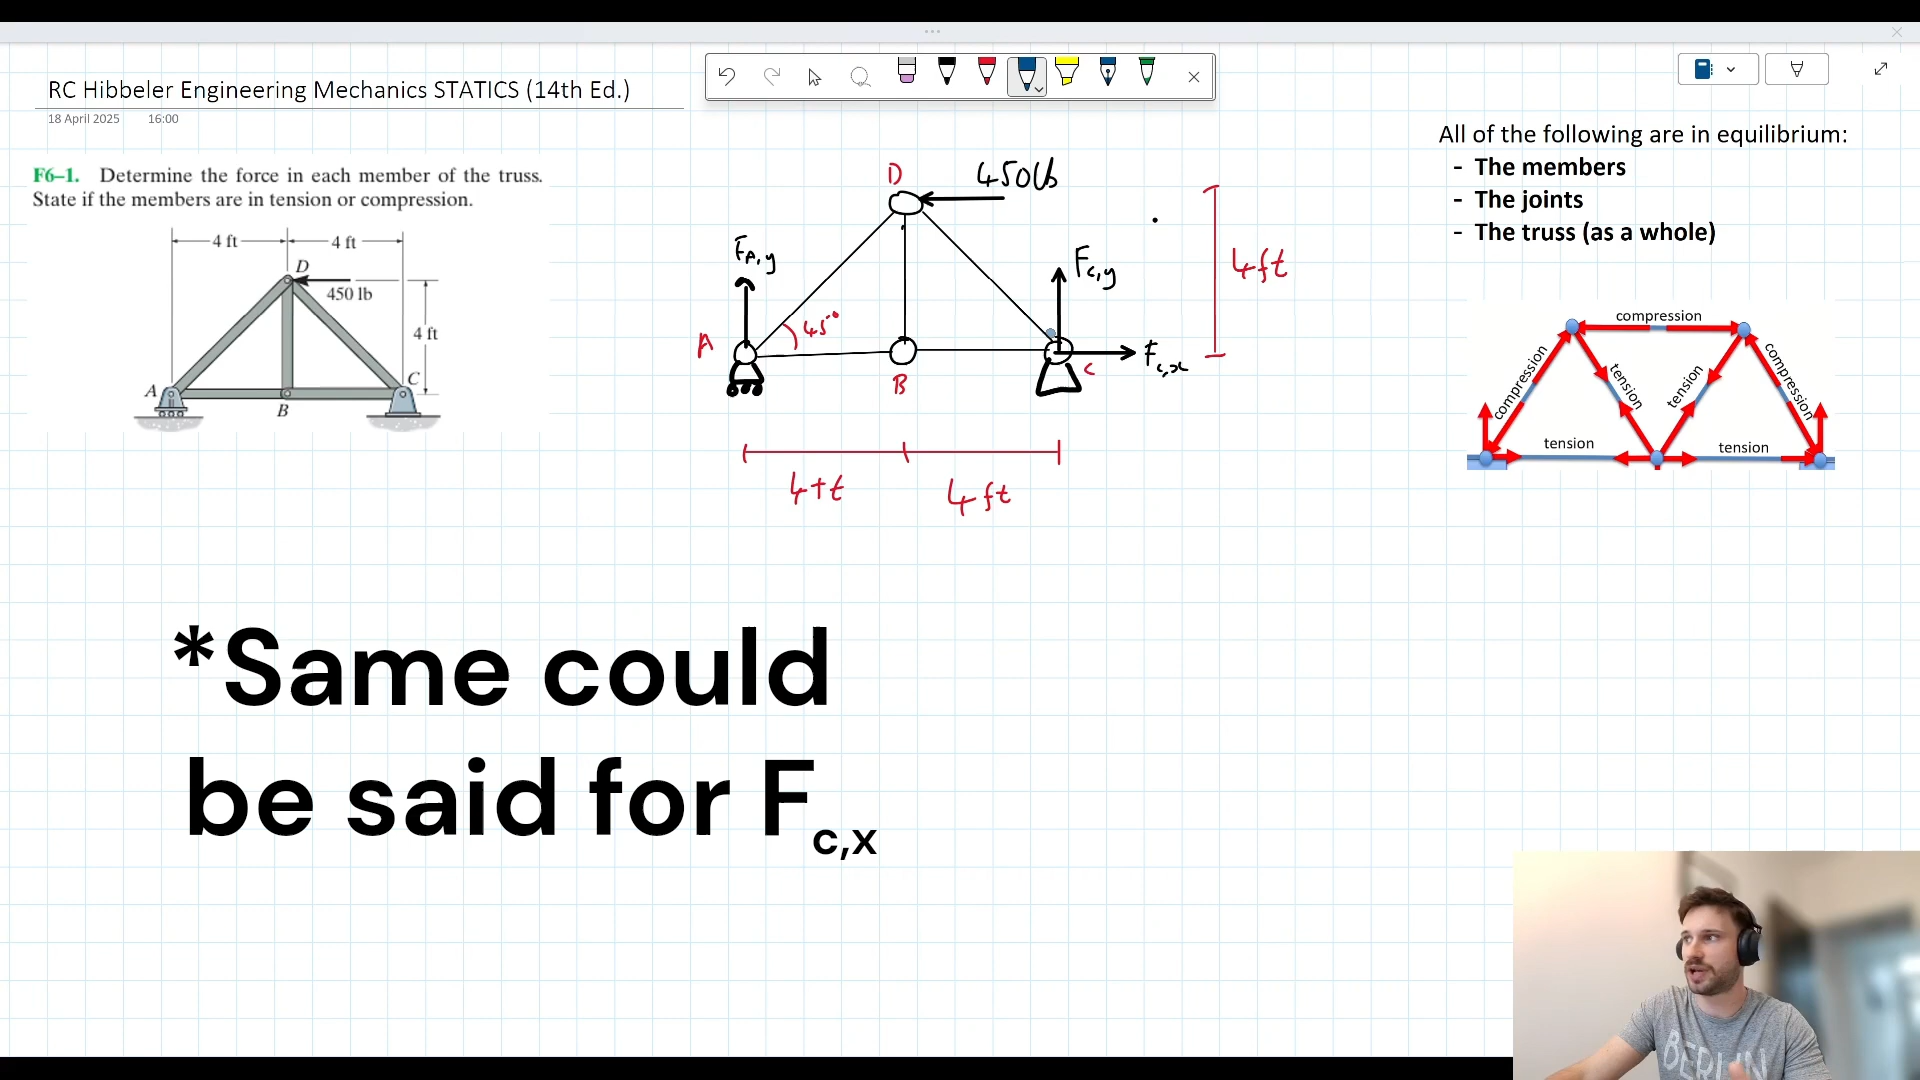 RC Hibbeler Engineering Mechanics STATICS (14th Ed.)
18 April 2025 16:00
F6–1. Determine the force in each member of the truss.
State if the members are in tension or compression.
4 ft 4 ft
D
450 lb
4 ft
A
C
B
D
450lb
FA,y
Fc,y
4ft
45°
A
Fc,x
B
c
4ft
4ft
All of the following are in equilibrium:
- The members
- The joints
- The truss (as a whole)
compression
compression
tension
tension
compression
tension
tension
*Same could
be said for Fc,x
BERLIN